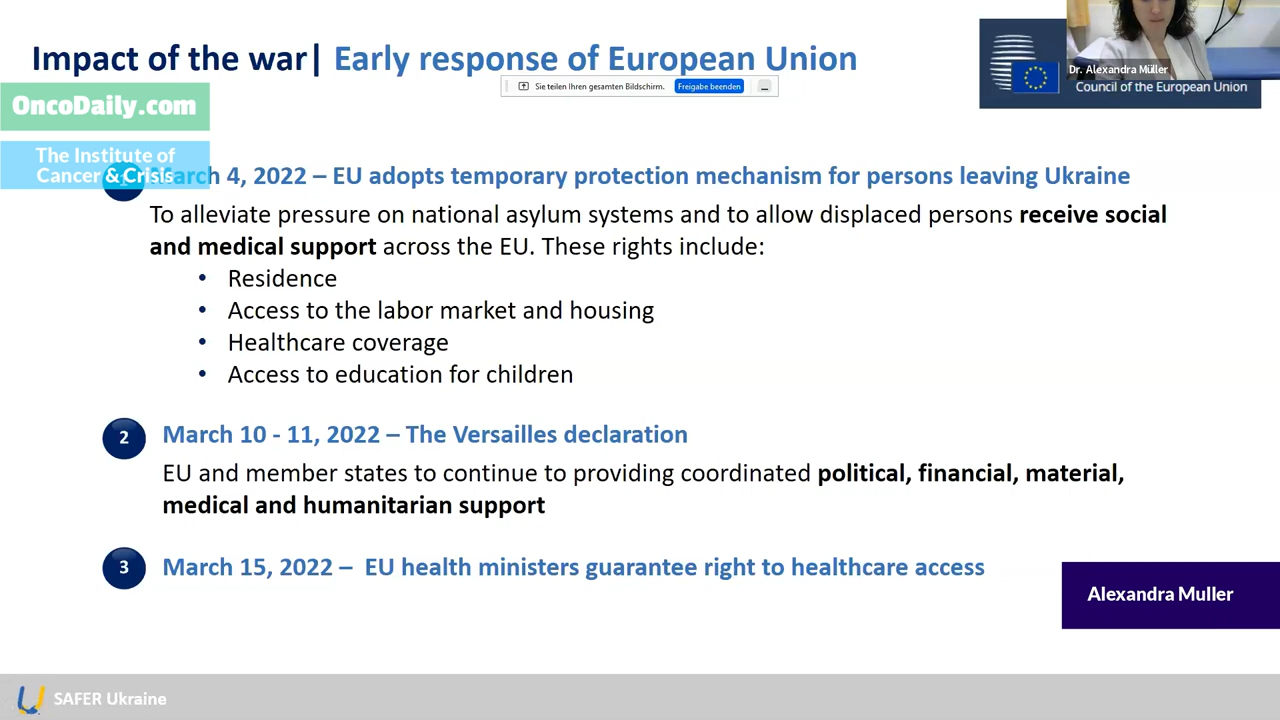 Impact of the war| Early response of European Union
Dr. Alexandra Müller
Council of the European Union
Sie teilen Ihren gesamten Bildschirm. Freigabe beenden
OncoDaily.com
The Institute of
Cancer & Crisis
March 4, 2022 – EU adopts temporary protection mechanism for persons leaving Ukraine
To alleviate pressure on national asylum systems and to allow displaced persons receive social
and medical support across the EU. These rights include:
• Residence
• Access to the labor market and housing
• Healthcare coverage
• Access to education for children
2 March 10 - 11, 2022 – The Versailles declaration
EU and member states to continue to providing coordinated political, financial, material,
medical and humanitarian support
3 March 15, 2022 – EU health ministers guarantee right to healthcare access
Alexandra Muller
SAFER Ukraine